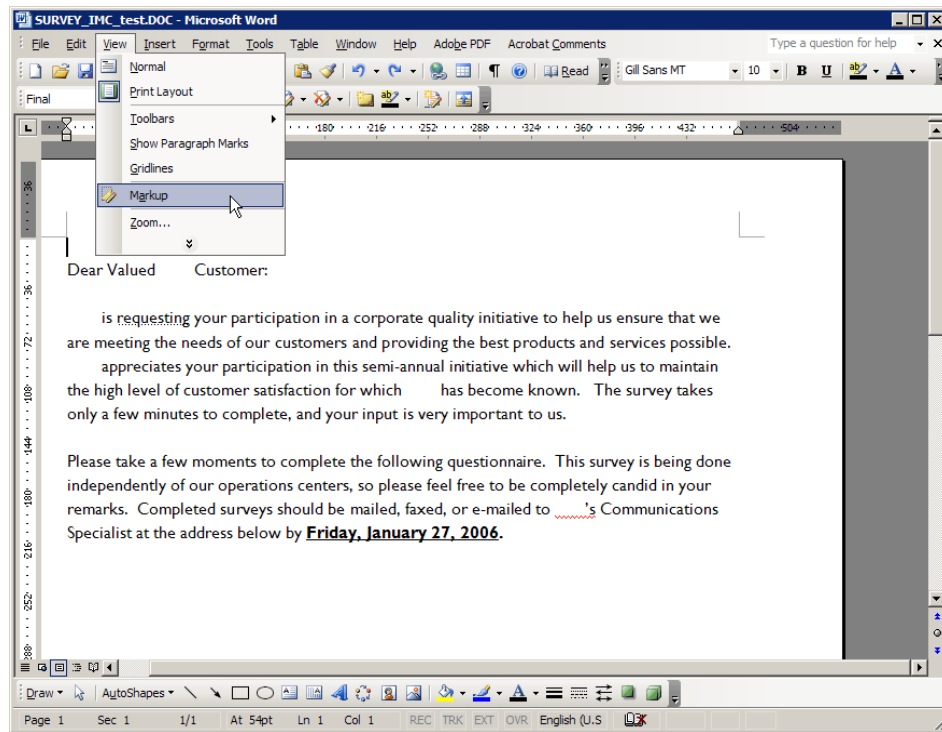 SURVEY_IMC_test.DOC - Microsoft Word
File Edit View Insert Format Tools Table Window Help Adobe PDF Acrobat Comments Type a question for help
Normal
Read Gill Sans MT 10 B U ab A
Print Layout
Final
Toolbars
180 216 252 288 324 360 396 432 504
Show Paragraph Marks
Gridlines
Markup
Zoom...
Dear Valued Customer:
is requesting your participation in a corporate quality initiative to help us ensure that we
are meeting the needs of our customers and providing the best products and services possible.
appreciates your participation in this semi-annual initiative which will help us to maintain
the high level of customer satisfaction for which has become known. The survey takes
only a few minutes to complete, and your input is very important to us.
Please take a few moments to complete the following questionnaire. This survey is being done
independently of our operations centers, so please feel free to be completely candid in your
remarks. Completed surveys should be mailed, faxed, or e-mailed to 's Communications
Specialist at the address below by Friday, January 27, 2006.
36 36 72 108 144 180 216 252 288
Draw AutoShapes A
Page 1 Sec 1 1/1 At 54pt Ln 1 Col 1 REC TRK EXT OVR English (U.S